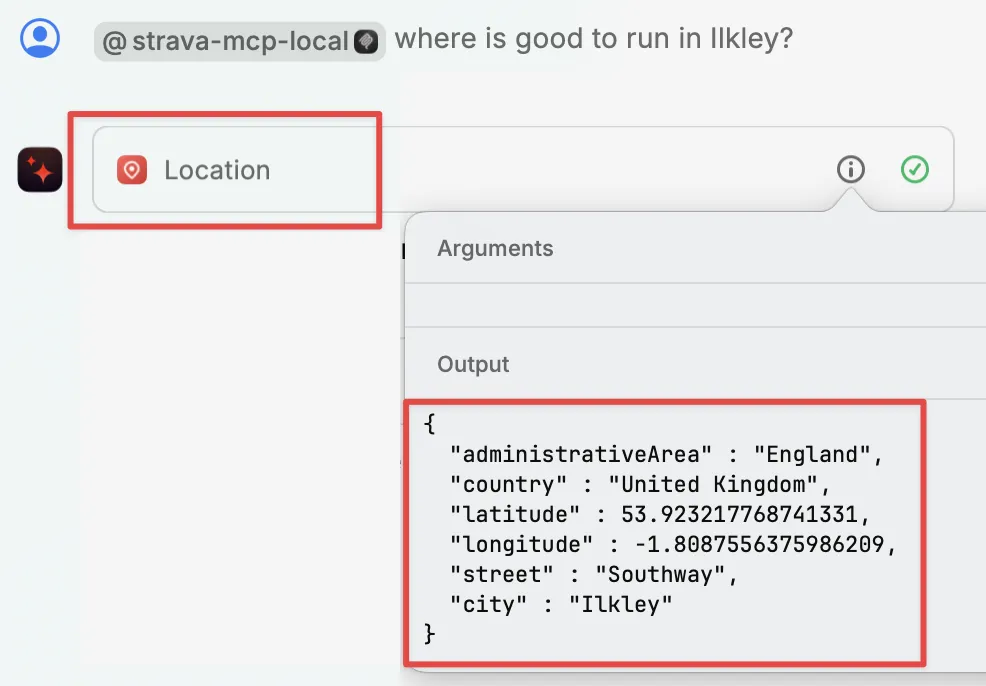 @strava-mcp-local where is good to run in Ilkley?
Location
Arguments
Output
{
"administrativeArea" : "England",
"country" : "United Kingdom",
"latitude" : 53.923217768741331,
"longitude" : -1.8087556375986209,
"street" : "Southway",
"city" : "Ilkley"
}